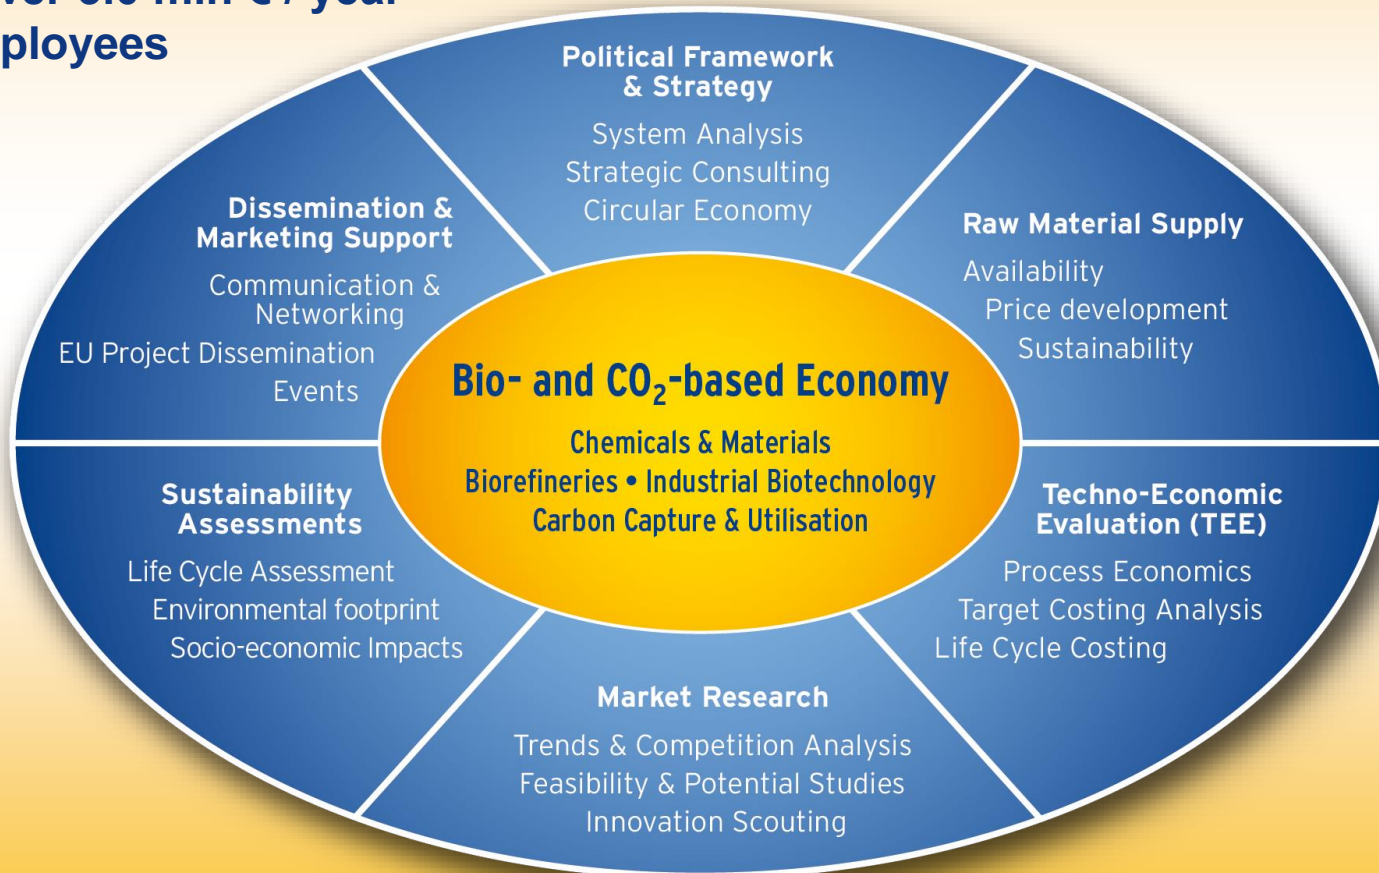 ployees
Political Framework
& Strategy
System Analysis
Strategic Consulting
Circular Economy
Raw Material Supply
Availability
Price development
Sustainability
Techno-Economic
Evaluation (TEE)
Process Economics
Target Costing Analysis
Life Cycle Costing
Market Research
Trends & Competition Analysis
Feasibility & Potential Studies
Innovation Scouting
Sustainability
Assessments
Life Cycle Assessment
Environmental footprint
Socio-economic Impacts
Dissemination &
Marketing Support
Communication &
Networking
EU Project Dissemination
Events
Bio- and CO₂-based Economy
Chemicals & Materials
Biorefineries • Industrial Biotechnology
Carbon Capture & Utilisation